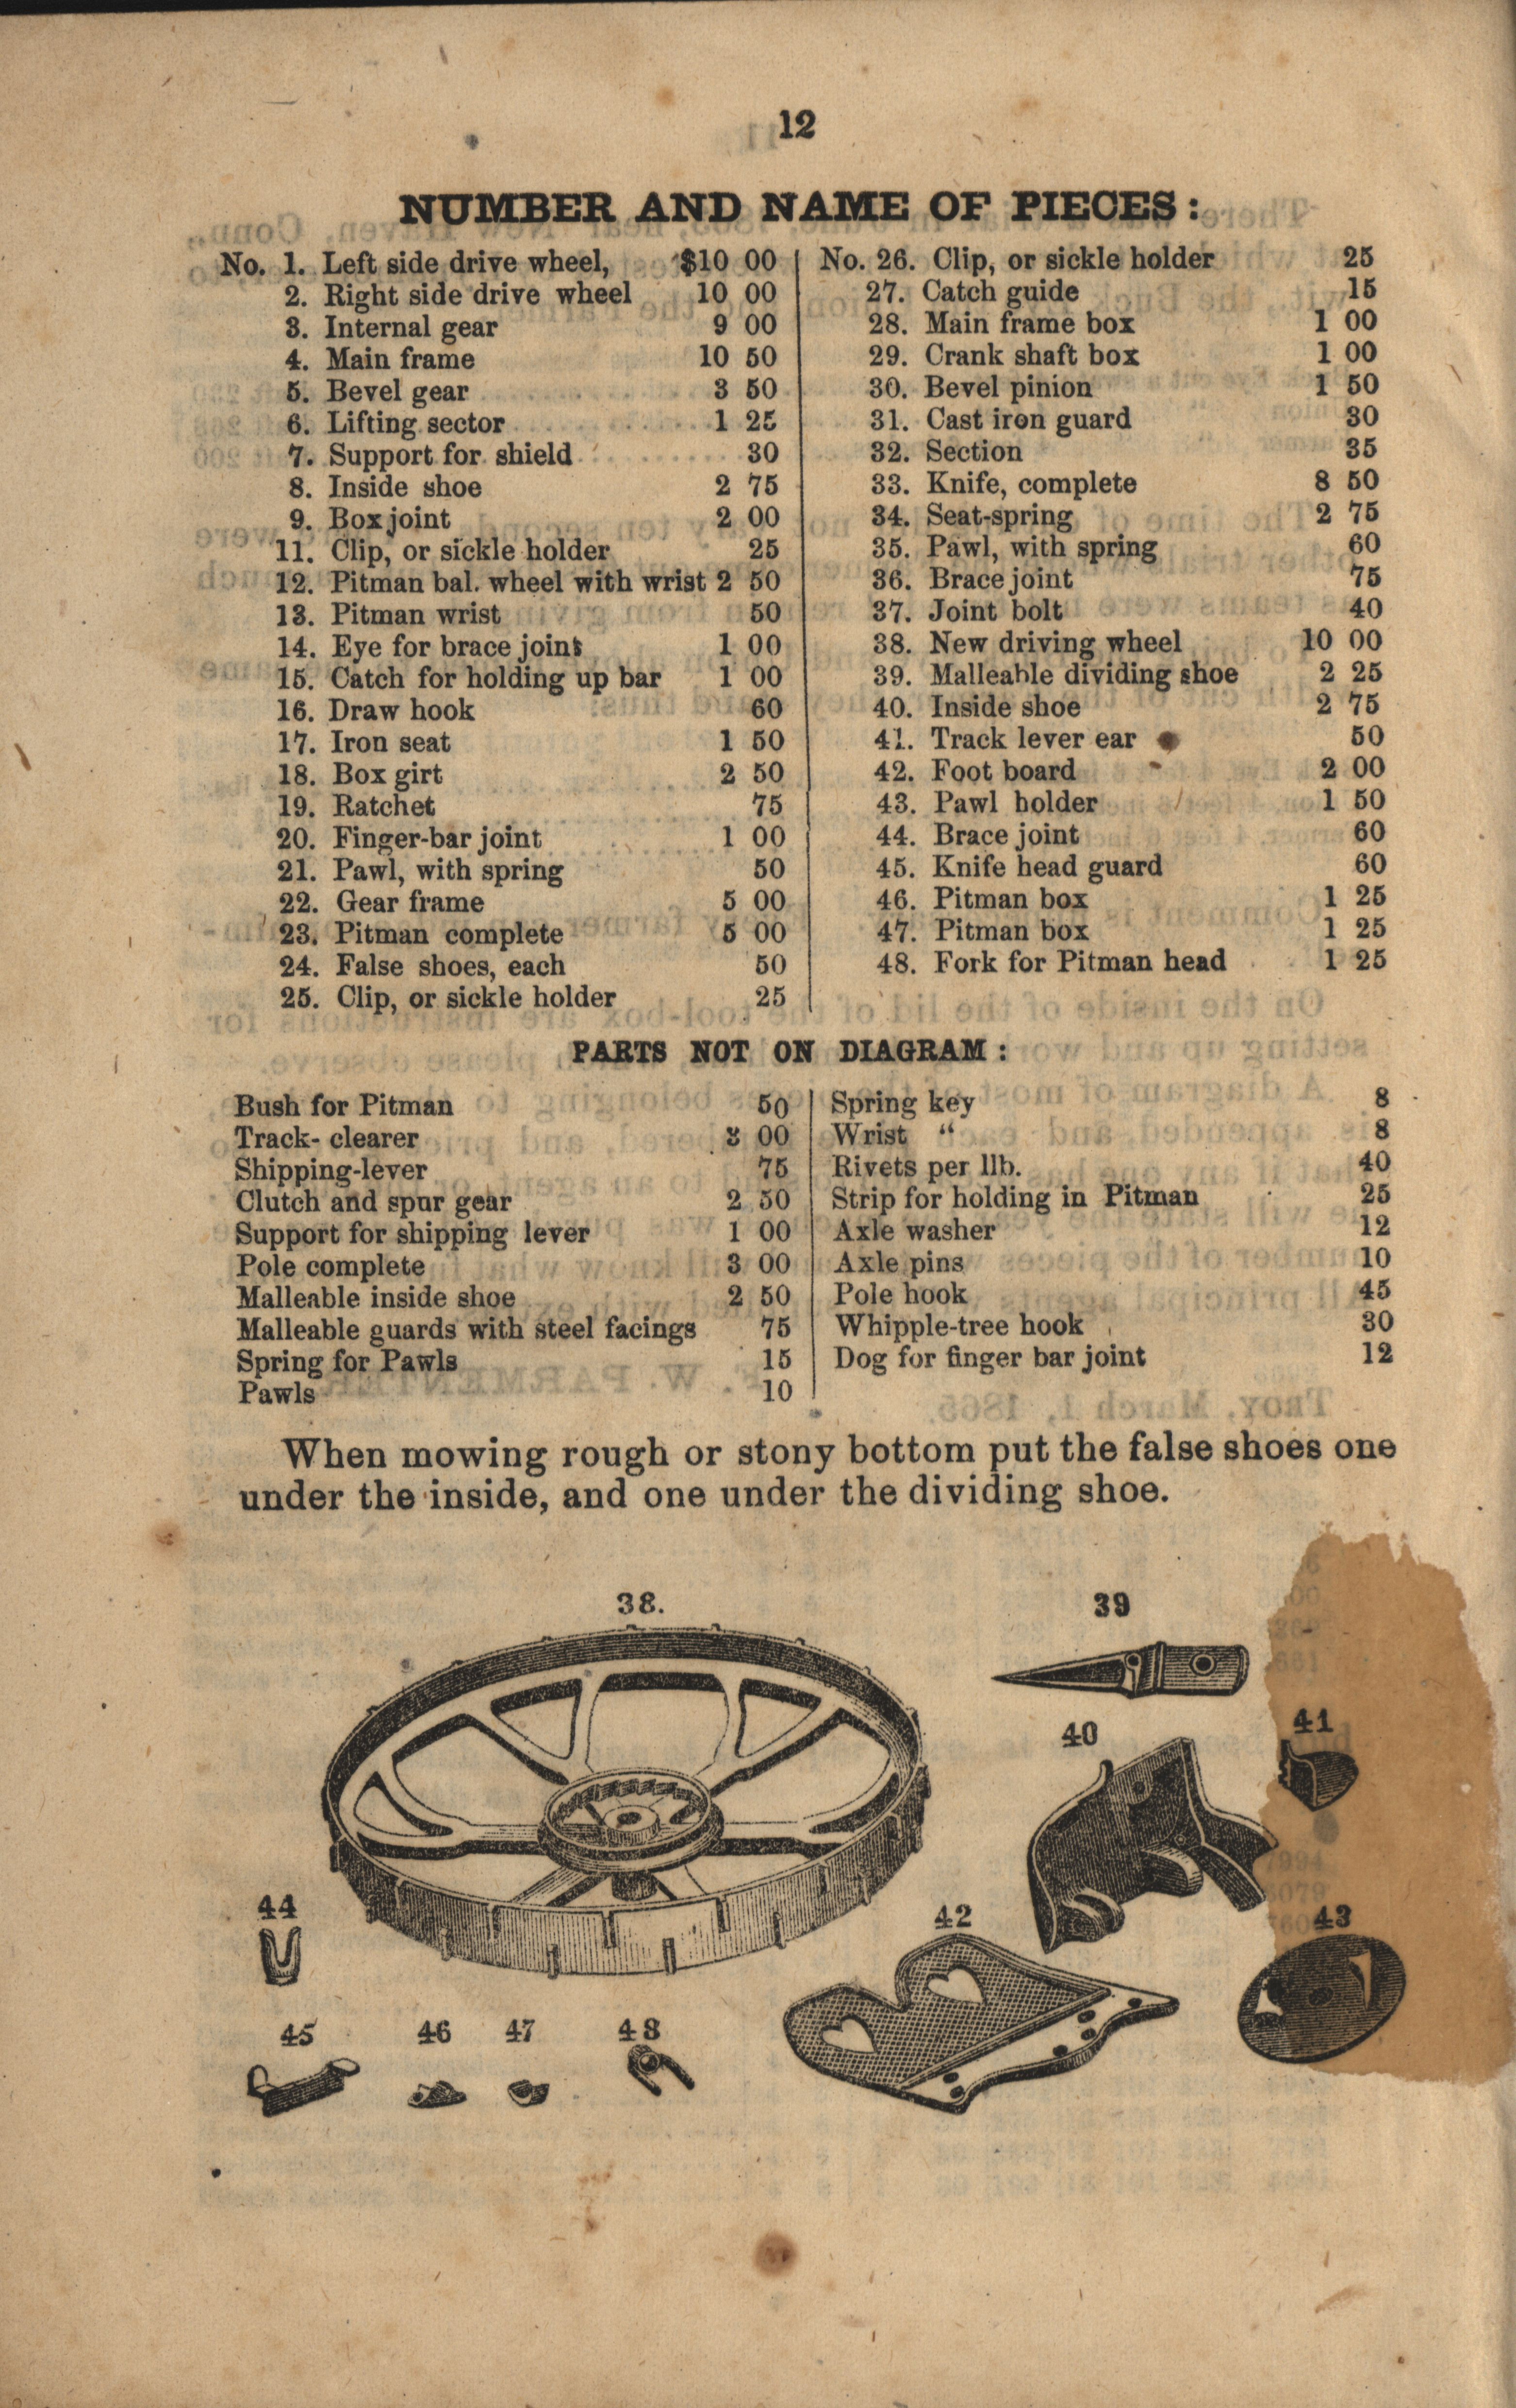 12
NUMBER AND NAME OF PIECES:
No. 1. Left side drive wheel, $10 00
2. Right side drive wheel 10 00
3. Internal gear 9 00
4. Main frame 10 50
5. Bevel gear 3 50
6. Lifting sector 1 25
7. Support for shield 30
8. Inside shoe 2 75
9. Box joint 2 00
11. Clip, or sickle holder 25
12. Pitman bal. wheel with wrist 2 50
13. Pitman wrist 50
14. Eye for brace joint 1 00
15. Catch for holding up bar 1 00
16. Draw hook 60
17. Iron seat 1 50
18. Box girt 2 50
19. Ratchet 75
20. Finger-bar joint 1 00
21. Pawl, with spring 50
22. Gear frame 5 00
23. Pitman complete 5 00
24. False shoes, each 50
25. Clip, or sickle holder 25
No. 26. Clip, or sickle holder 25
27. Catch guide 15
28. Main frame box 1 00
29. Crank shaft box 1 00
30. Bevel pinion 1 50
31. Cast iron guard 30
32. Section 35
33. Knife, complete 8 50
34. Seat-spring 2 75
35. Pawl, with spring 60
36. Brace joint 75
37. Joint bolt 40
38. New driving wheel 10 00
39. Malleable dividing shoe 2 25
40. Inside shoe 2 75
41. Track lever ear 50
42. Foot board 2 00
43. Pawl holder 1 50
44. Brace joint 60
45. Knife head guard 60
46. Pitman box 1 25
47. Pitman box 1 25
48. Fork for Pitman head 1 25
PARTS NOT ON DIAGRAM:
Bush for Pitman 50
Track-clearer 3 00
Shipping-lever 75
Clutch and spur gear 2 50
Support for shipping lever 1 00
Pole complete 3 00
Malleable inside shoe 2 50
Malleable guards with steel facings 75
Spring for Pawls 15
Pawls 10
Spring key 8
Wrist " 8
Rivets per 1lb. 40
Strip for holding in Pitman 25
Axle washer 12
Axle pins 10
Pole hook 45
Whipple-tree hook 30
Dog for finger bar joint 12
When mowing rough or stony bottom put the false shoes one
under the inside, and one under the dividing shoe.
38.
39
40
41
44
42
43
45
46
47
48